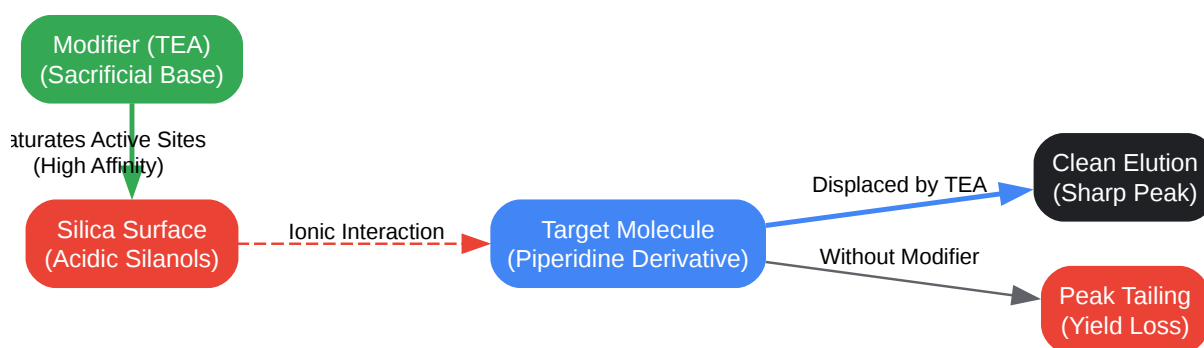 Modifier (TEA)
(Sacrificial Base)
aturates Active Sites
(High Affinity)
Silica Surface
(Acidic Silanols)
Ionic Interaction
Target Molecule
(Piperidine Derivative)
Displaced by TEA
Without Modifier
Clean Elution
(Sharp Peak)
Peak Tailing
(Yield Loss)